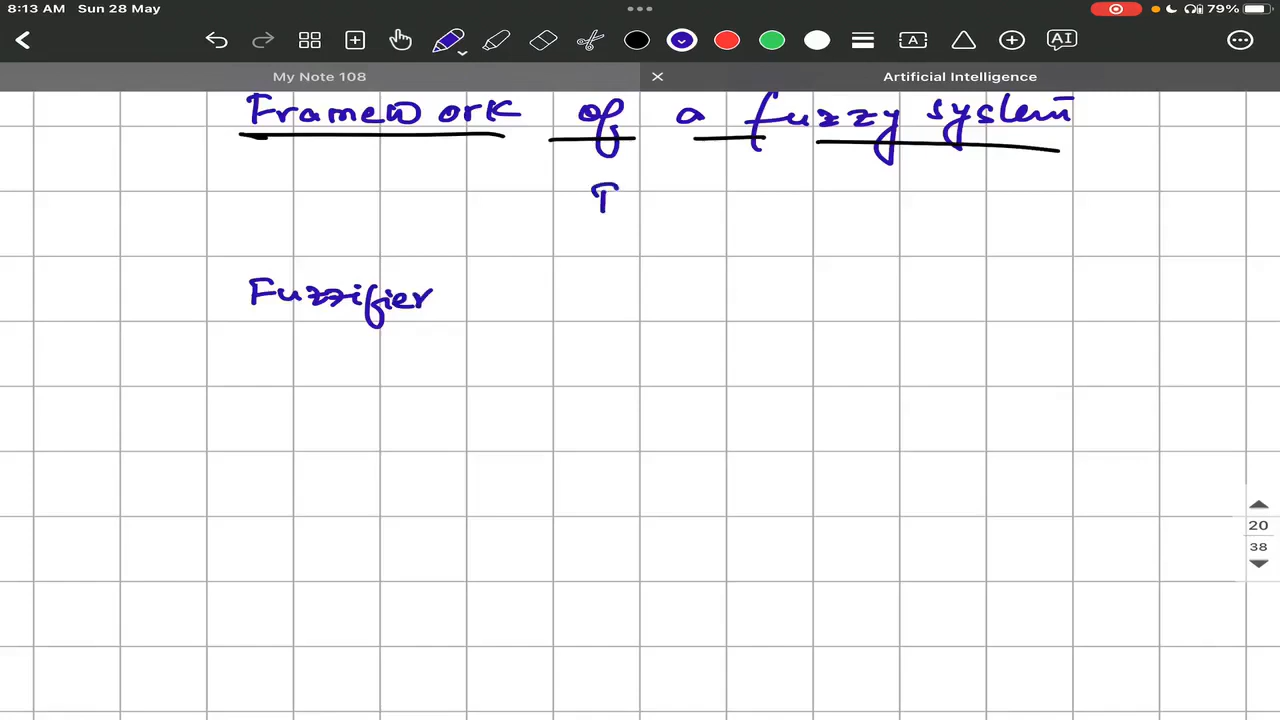 8:13 AM Sun 28 May
79%
My Note 108
Artificial Intelligence
Framework of a fuzzy system
T
Fuzzifier
20
38